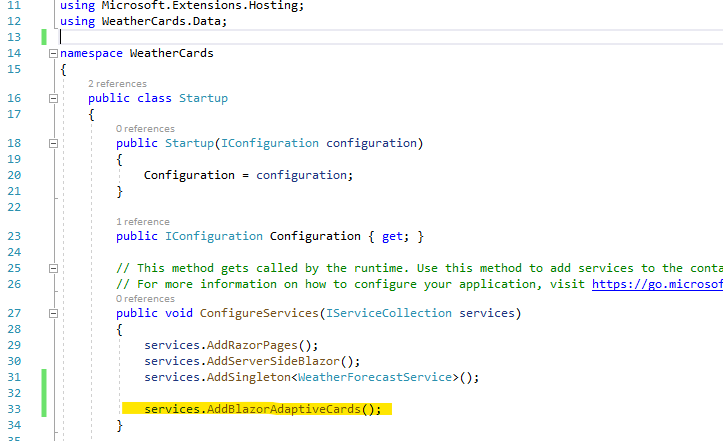 11 using Microsoft.Extensions.Hosting;
12 using WeatherCards.Data;
13
14 namespace WeatherCards
15 {
2 references
16 public class Startup
17 {
0 references
18 public Startup(IConfiguration configuration)
19 {
20 Configuration = configuration;
21 }
22
1 reference
23 public IConfiguration Configuration { get; }
24
25 // This method gets called by the runtime. Use this method to add services to the conta
26 // For more information on how to configure your application, visit https://go.microsof
0 references
27 public void ConfigureServices(IServiceCollection services)
28 {
29 services.AddRazorPages();
30 services.AddServerSideBlazor();
31 services.AddSingleton<WeatherForecastService>();
32
33 services.AddBlazorAdaptiveCards();
34 }